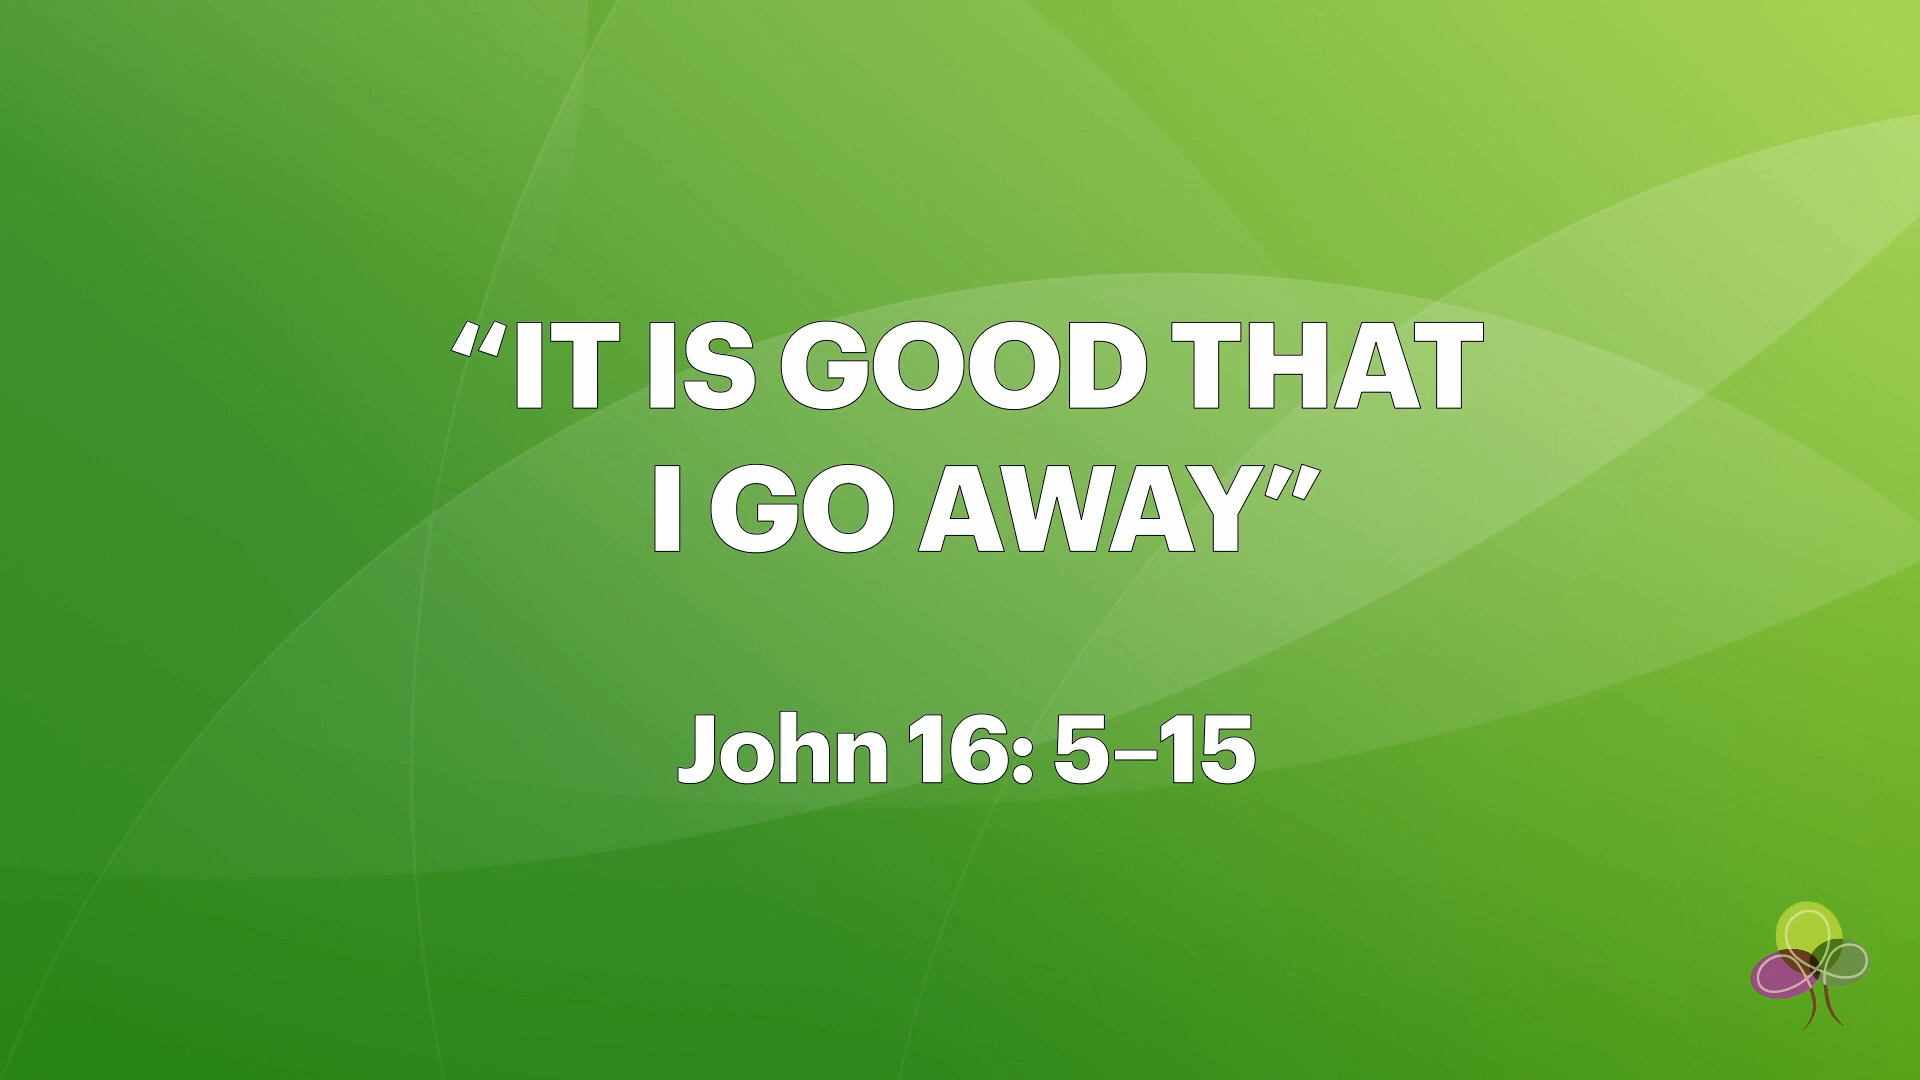 “IT IS GOOD THAT
I GO AWAY”
John 16: 5–15